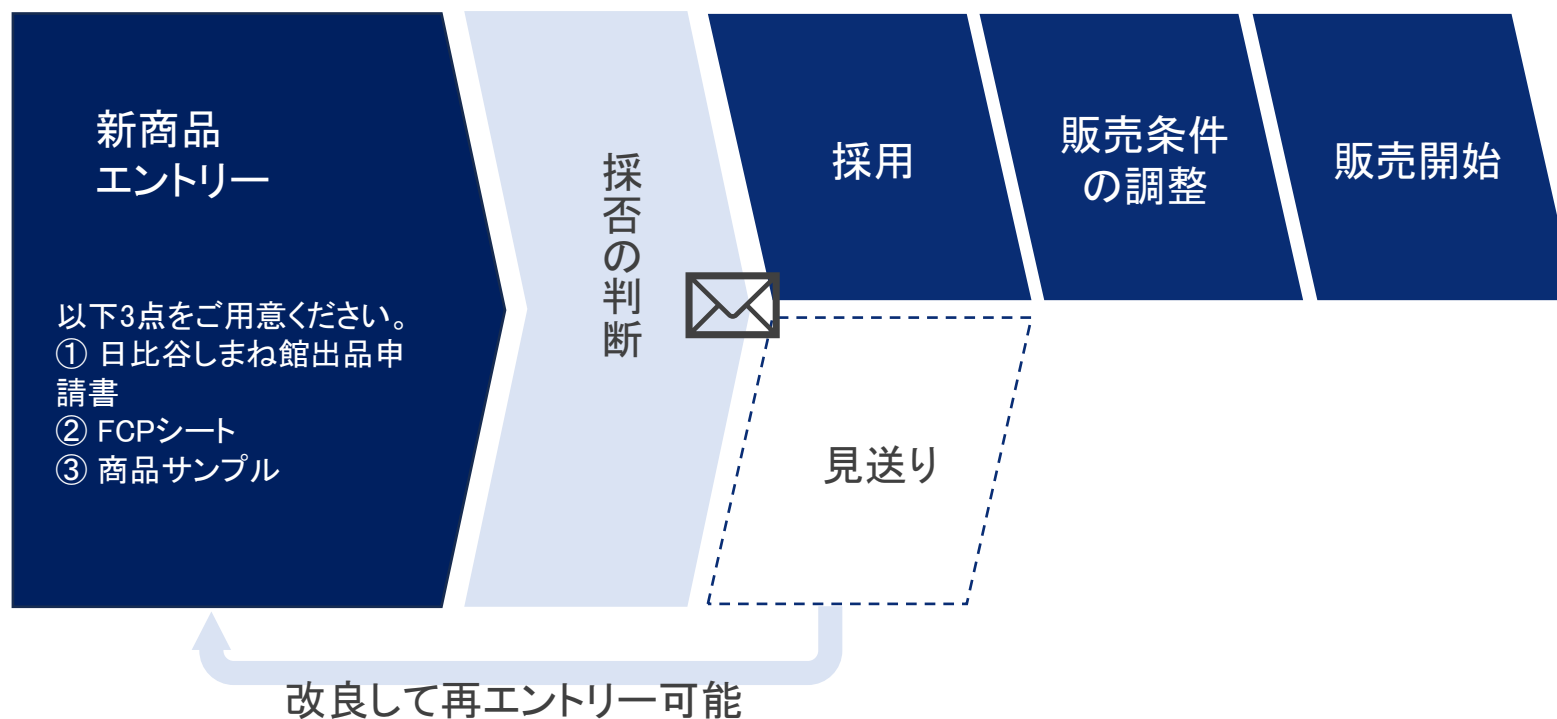 新商品
エントリー
以下3点をご用意ください。
① 日比谷しまね館出品申
請書
② FCPシート
③ 商品サンプル
採否の判断
採用
販売条件
の調整
販売開始
見送り
改良して再エントリー可能